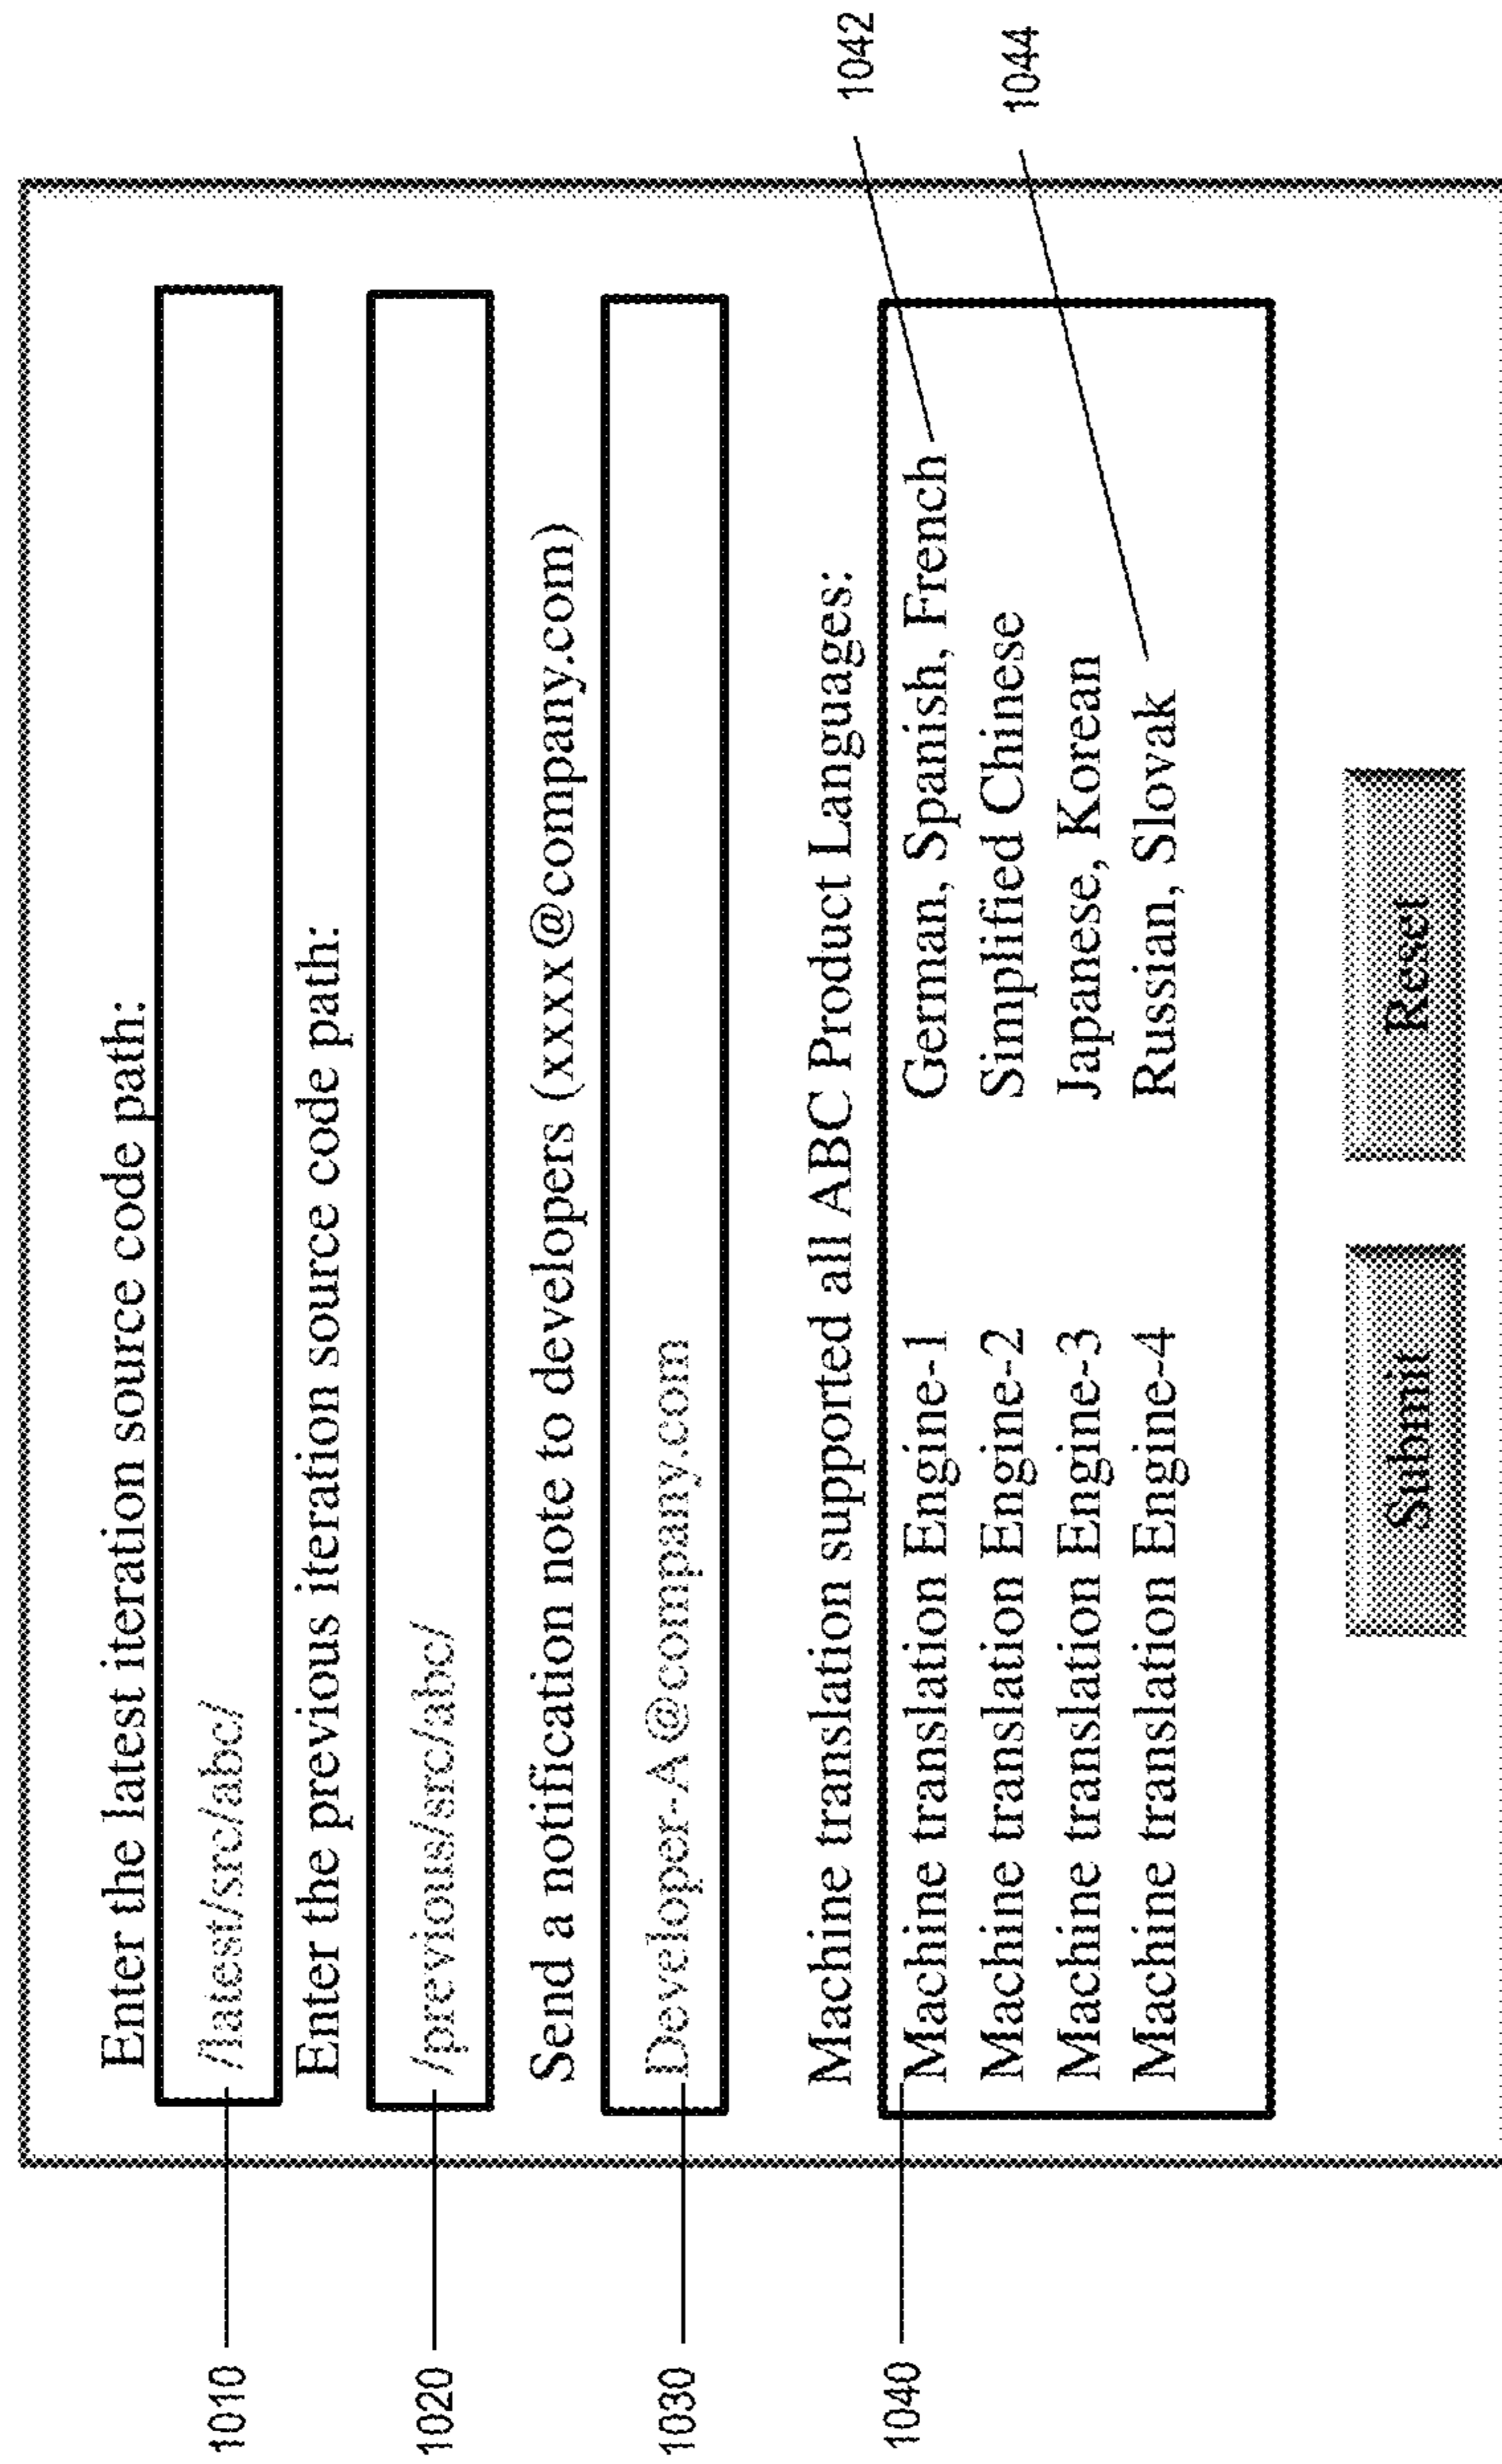 Enter the latest iteration source code path:
1010 /latest/src/abc/
Enter the previous iteration source code path:
1020 /previous/src/abc/
Send a notification note to developers (xxxx@company.com)
1030 Developer-A@company.com
Machine translation supported all ABC Product Languages:
1042
1040 Machine translation Engine-1 German, Spanish, French
Machine translation Engine-2 Simplified Chinese
1044
Machine translation Engine-3 Japanese, Korean
Machine translation Engine-4 Russian, Slovak
Submit Reset